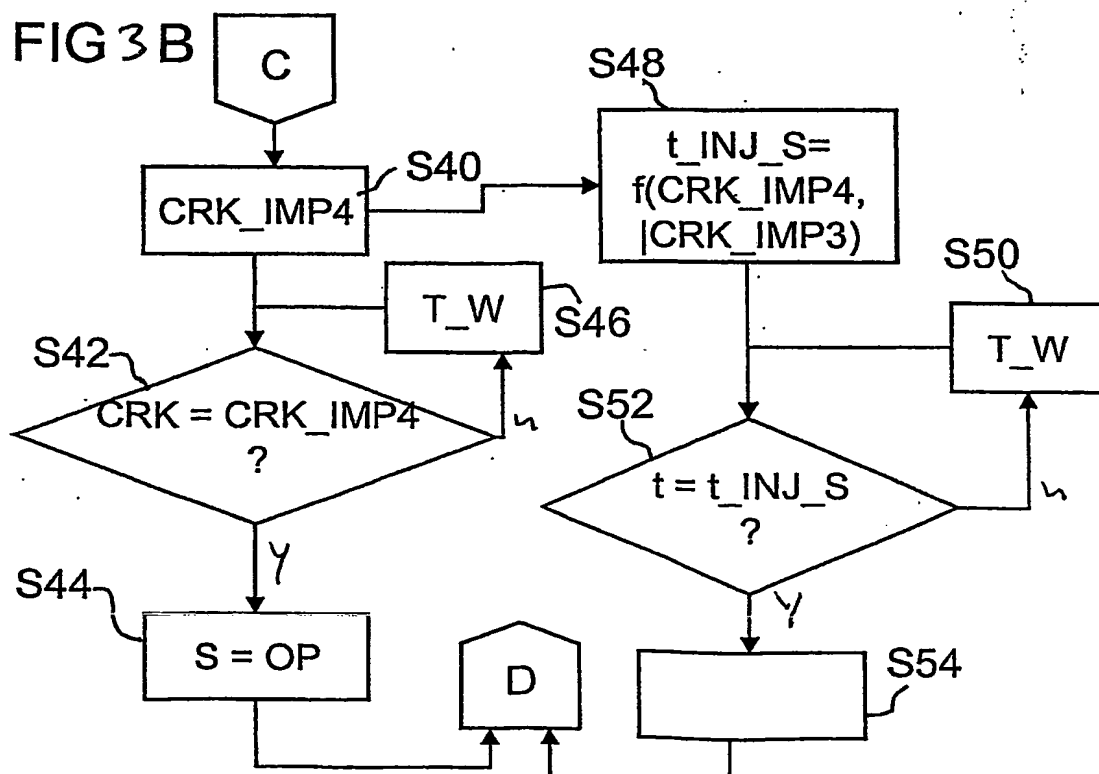 FIG 3 B
C
S48
t_INJ_S=
f(CRK_IMP4,
|CRK_IMP3)
S40
CRK_IMP4
S50
T_W
S46
T_W
S42
CRK = CRK_IMP4
?
n
S52
t = t_INJ_S
?
n
y
y
S44
S = OP
D
S54